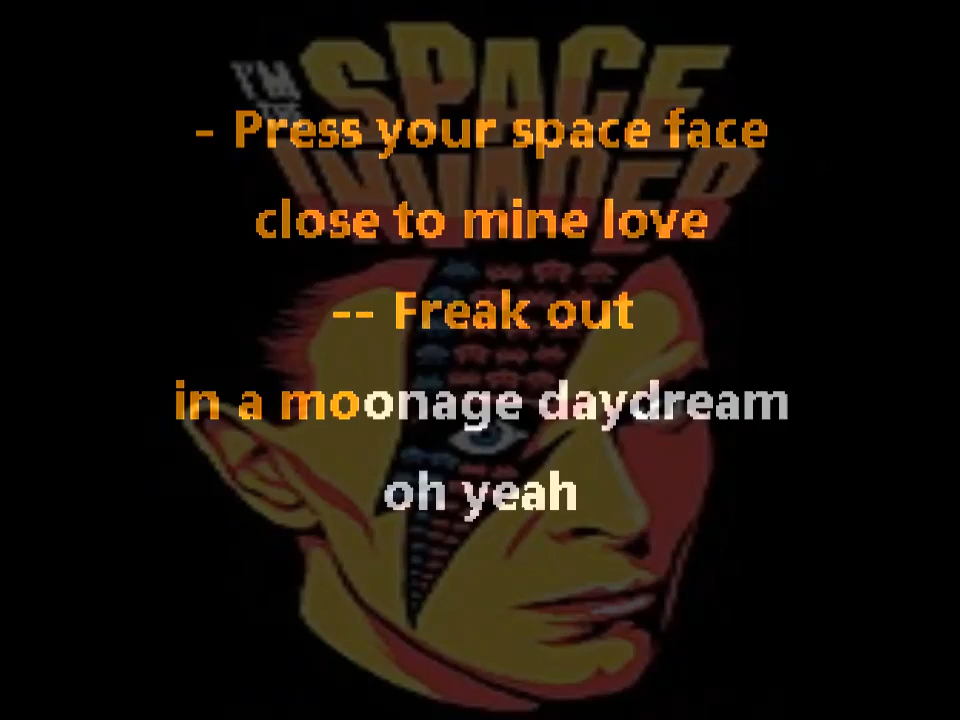 I'M
THE
SPACE
INVADER
- Press your space face
close to mine love
-- Freak out
in a moonage daydream
oh yeah